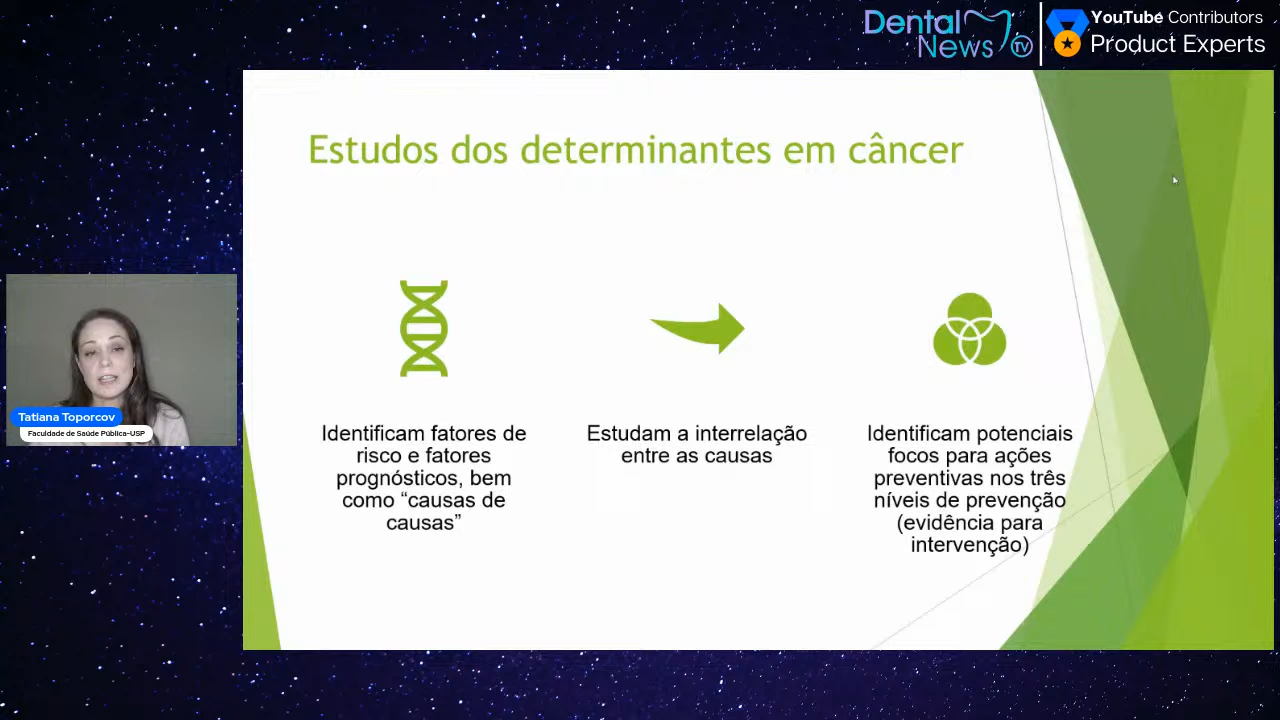 Dental
News TV
YouTube Contributors
Product Experts
Estudos dos determinantes em câncer
Identificam fatores de
risco e fatores
prognósticos, bem
como “causas de
causas”
Estudam a interrelação
entre as causas
Identificam potenciais
focos para ações
preventivas nos três
níveis de prevenção
(evidência para
intervenção)
Tatiana Toporcov
Faculdade de Saúde Pública-USP